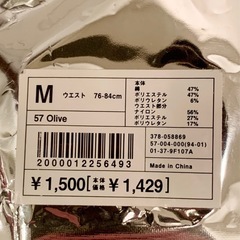 M ウエスト 76-84cm
57 Olive
2000012256493
本体
綿 47%
ポリエステル 47%
ポリウレタン 6%
ウエスト部分
ナイロン 56%
ポリエステル 27%
ポリウレタン 17%
378-058869
57-004-000(94-01)
01-37-9F107A
Made in China
¥1,500 [本体価格 ¥1,429]